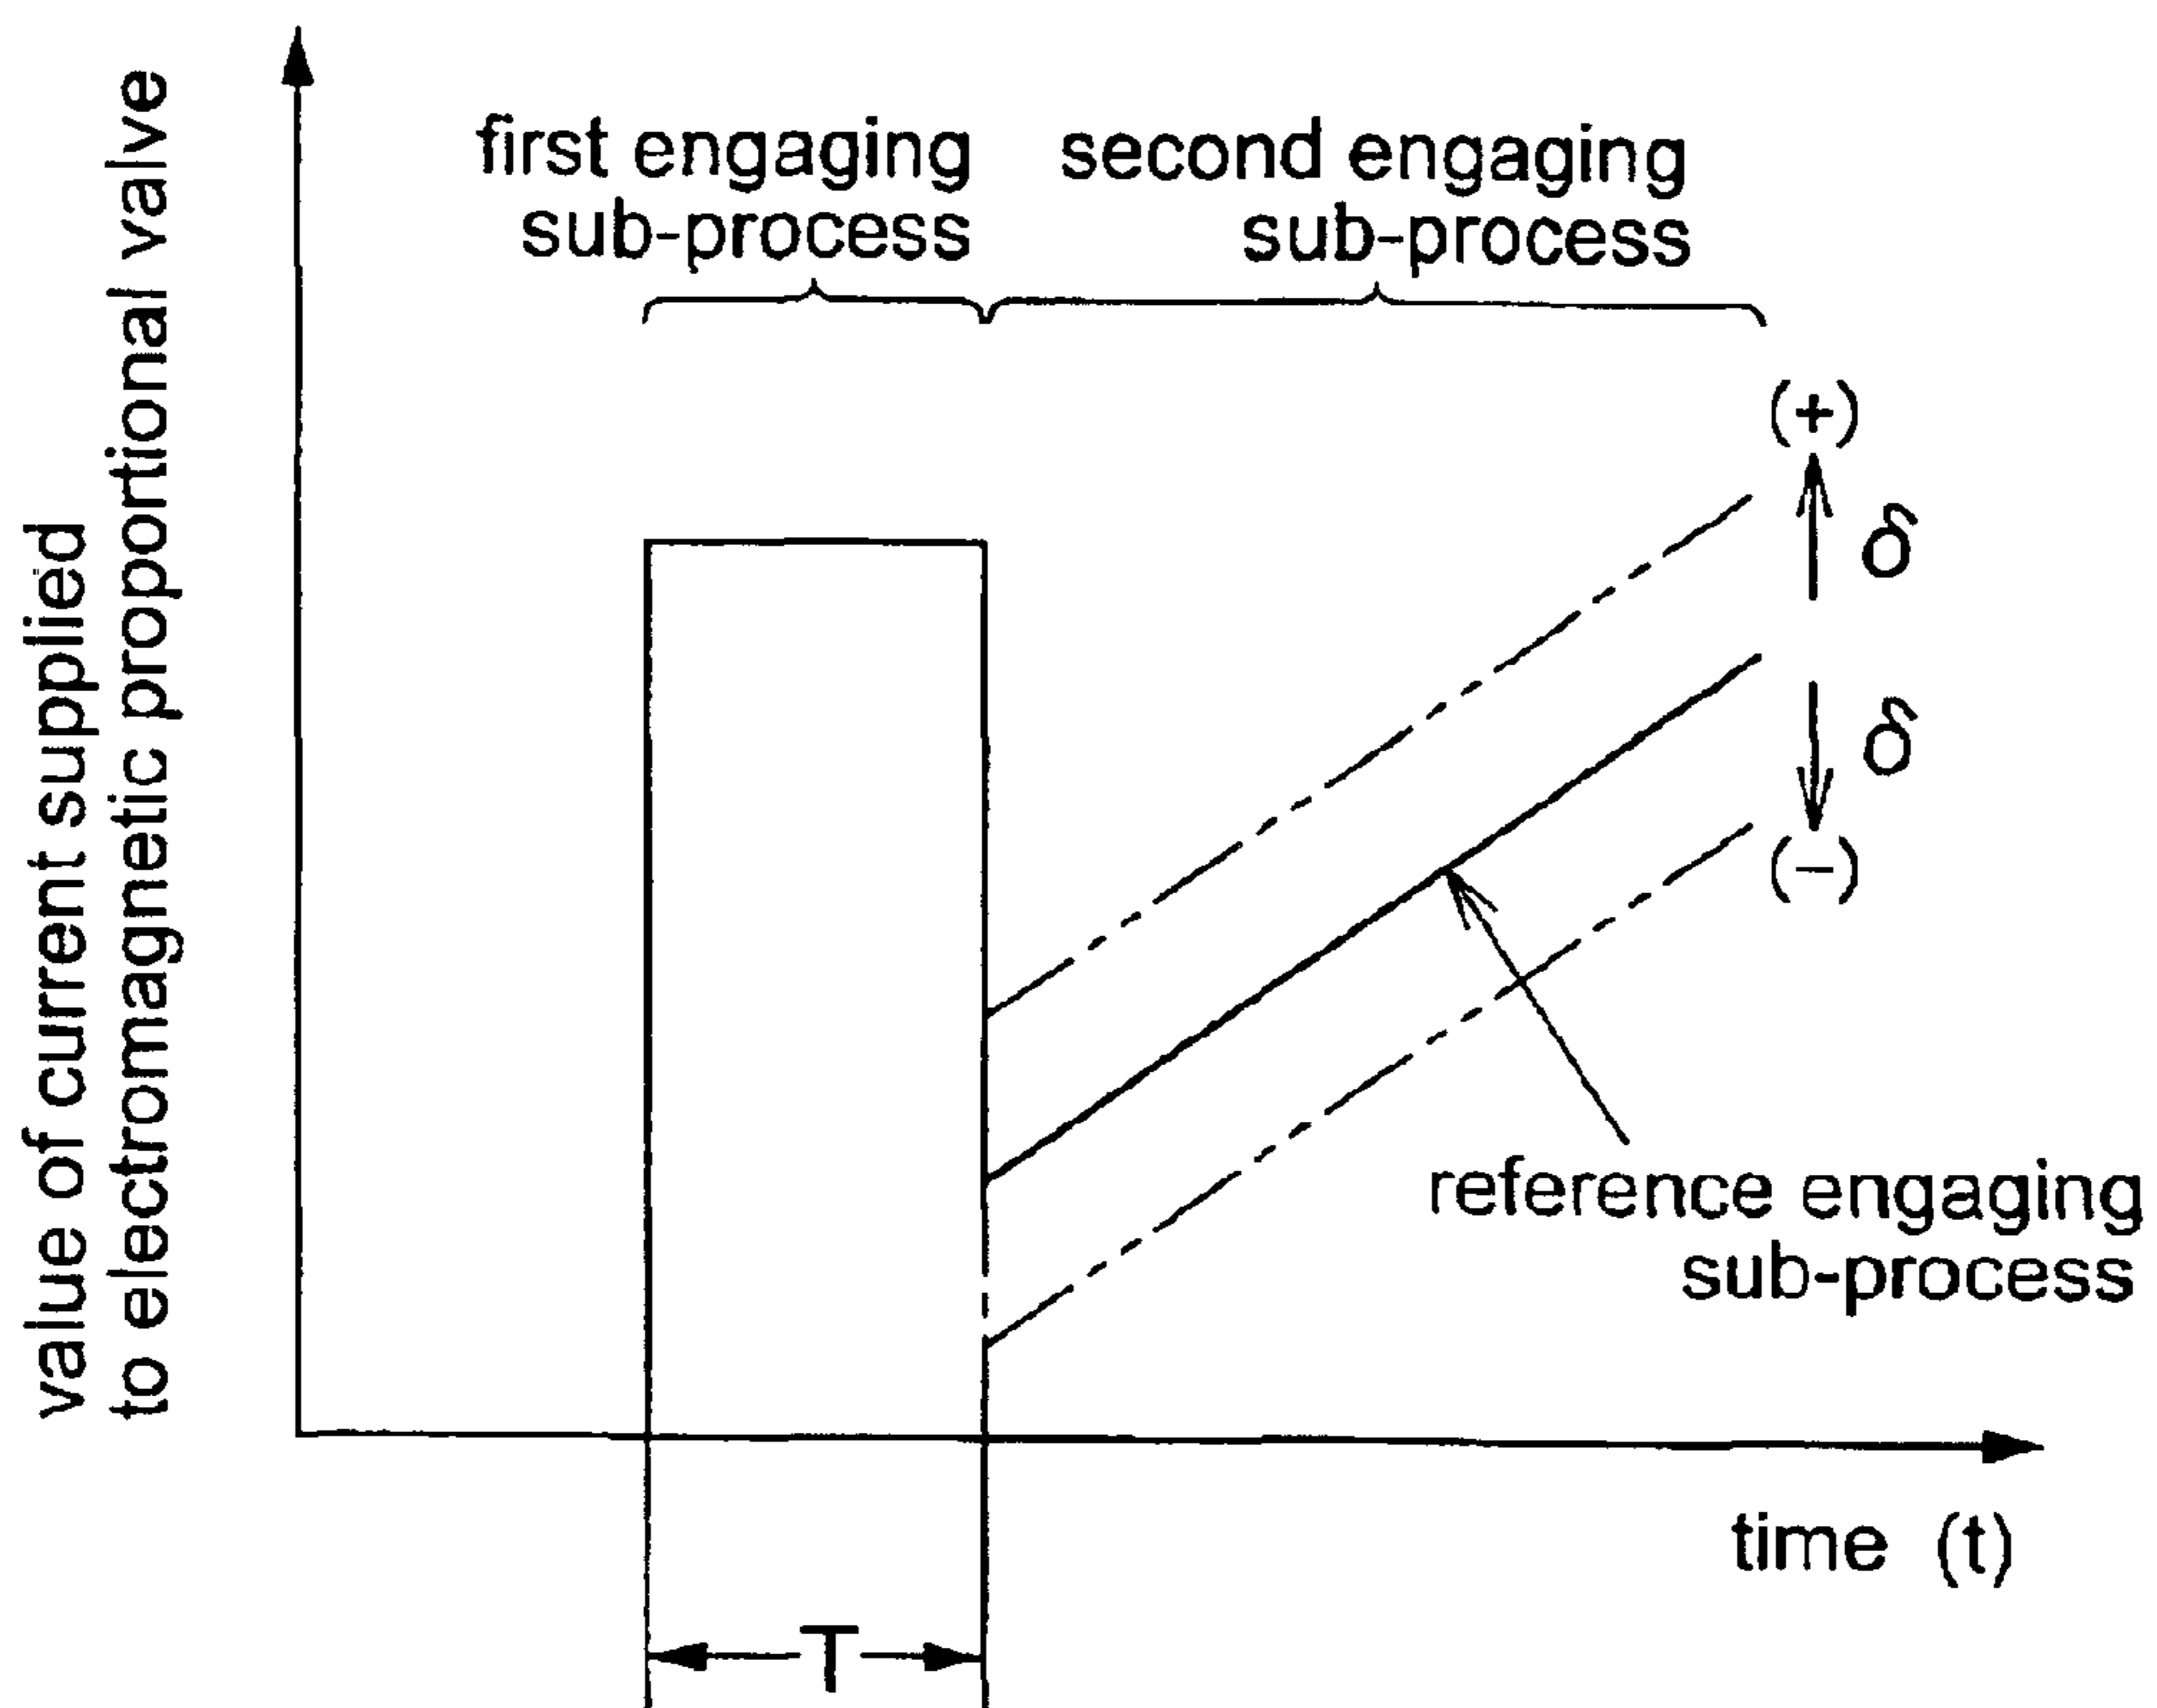 value of current supplied
to electromagnetic proportional valve
first engaging
sub-process
second engaging
sub-process
(+)
δ
δ
(−)
reference engaging
sub-process
time (t)
T